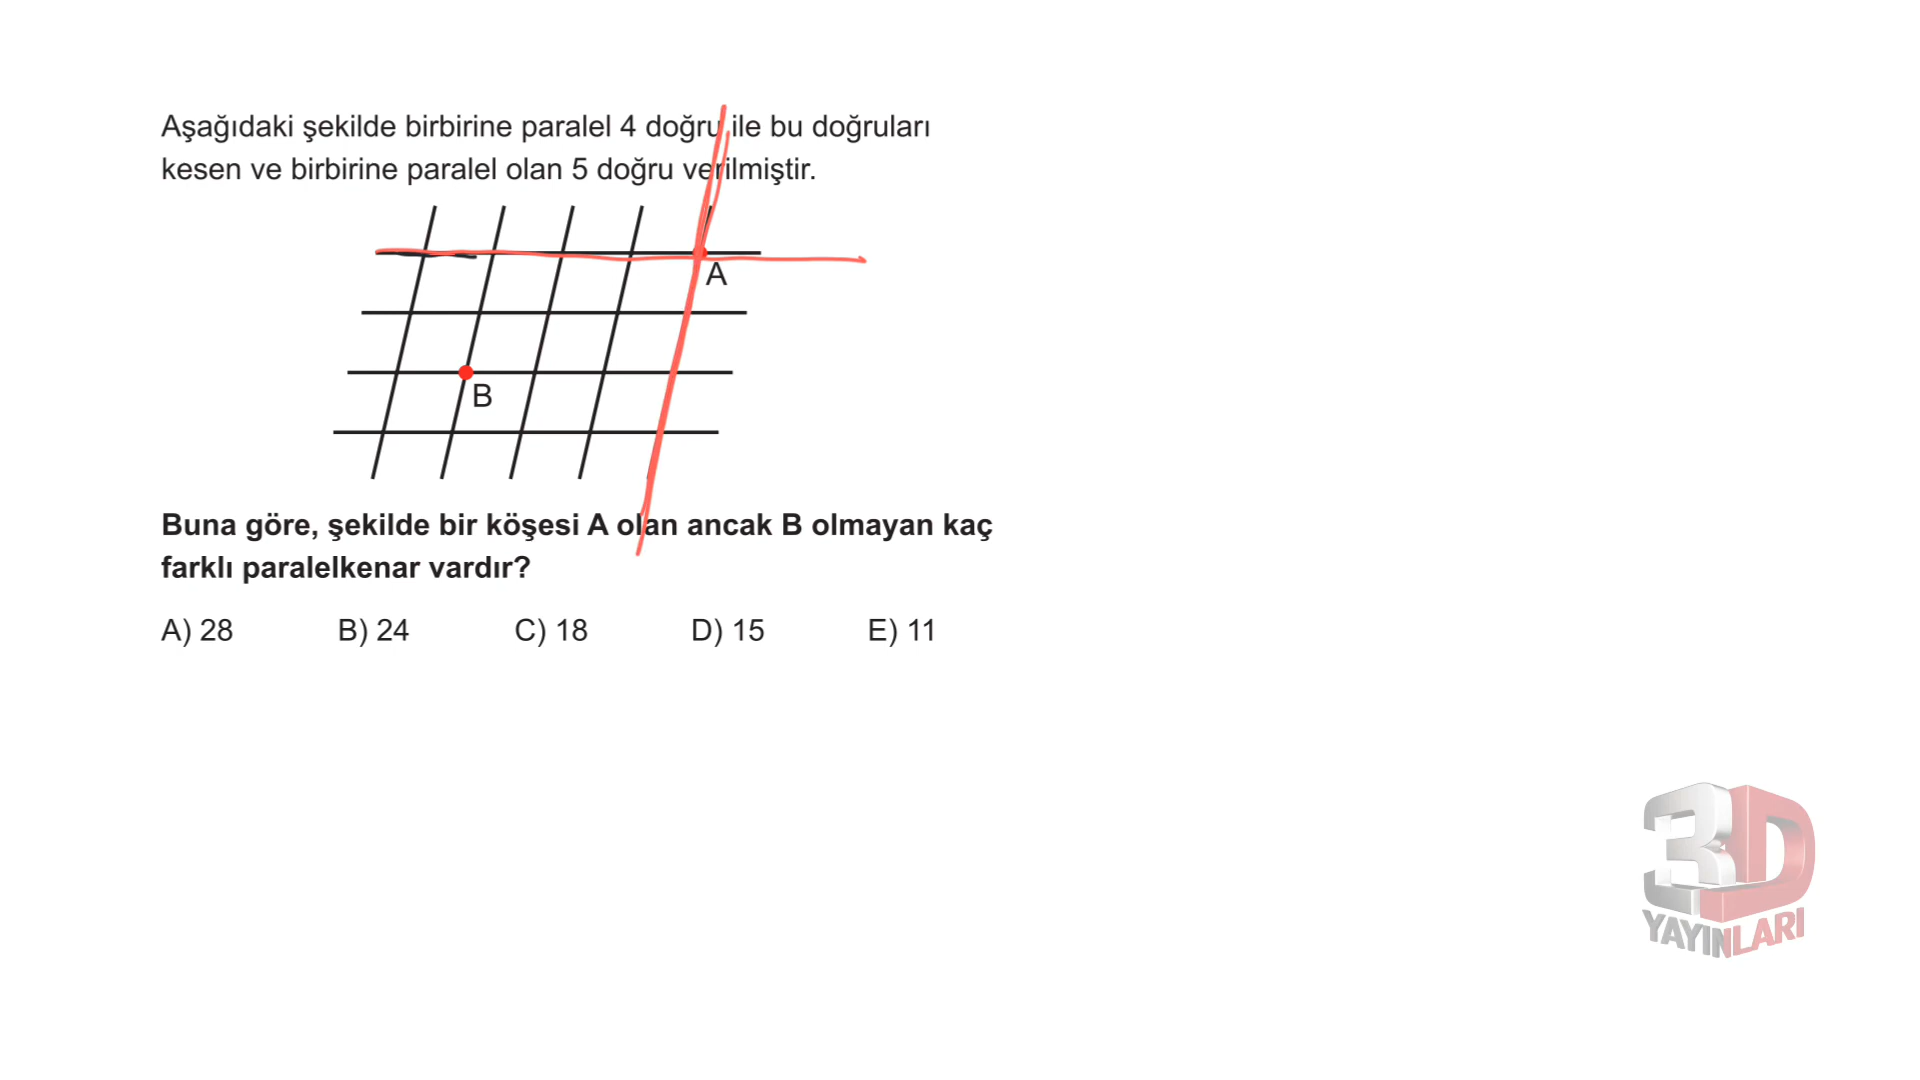 Aşağıdaki şekilde birbirine paralel 4 doğru ile bu doğruları
kesen ve birbirine paralel olan 5 doğru verilmiştir.
A
B
Buna göre, şekilde bir köşesi A olan ancak B olmayan kaç
farklı paralelkenar vardır?
A) 28 B) 24 C) 18 D) 15 E) 11
3D
YAYINLARI